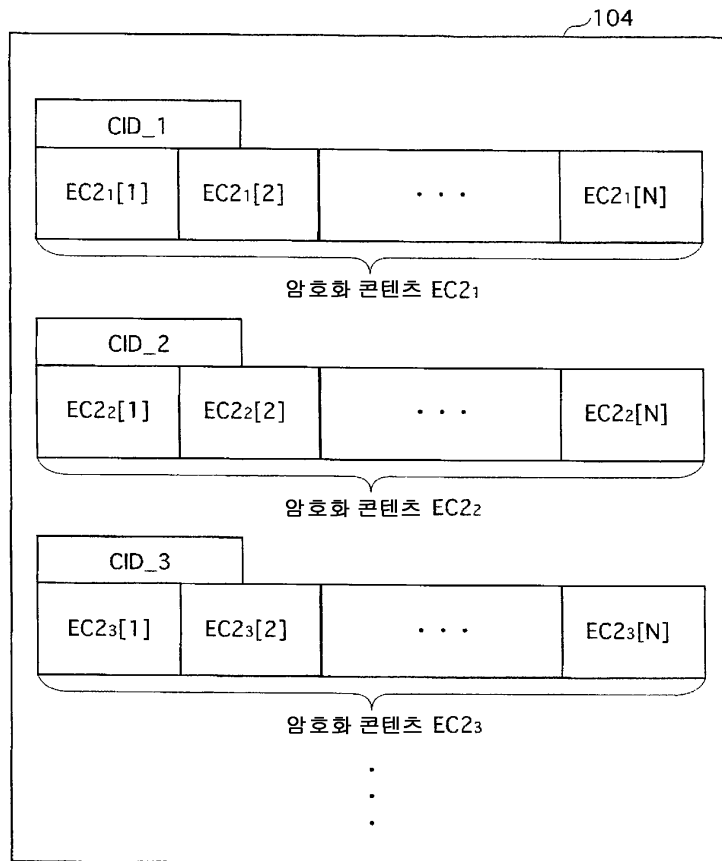 104
CID_1
EC2₁[1] EC2₁[2] · · · EC2₁[N]
암호화 콘텐츠 EC2₁
CID_2
EC2₂[1] EC2₂[2] · · · EC2₂[N]
암호화 콘텐츠 EC2₂
CID_3
EC2₃[1] EC2₃[2] · · · EC2₃[N]
암호화 콘텐츠 EC2₃